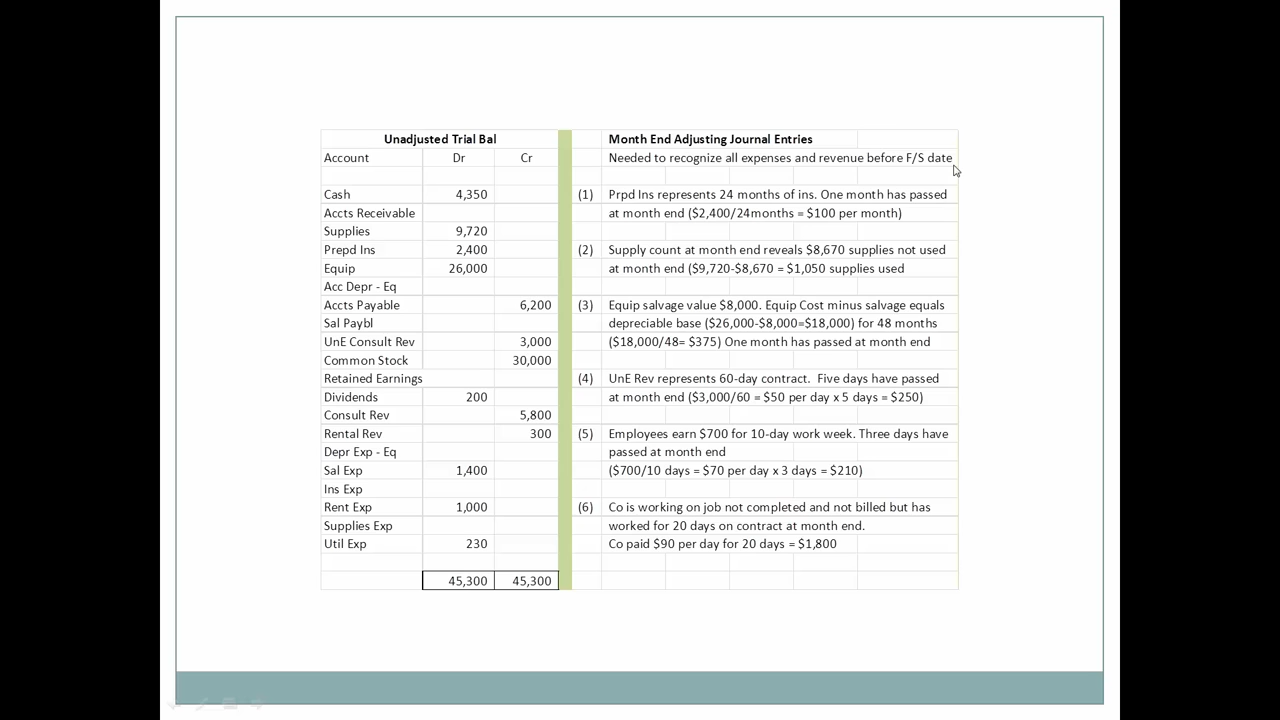 Unadjusted Trial Bal
Account Dr Cr
Cash 4,350
Accts Receivable
Supplies 9,720
Prepd Ins 2,400
Equip 26,000
Acc Depr - Eq
Accts Payable 6,200
Sal Paybl
UnE Consult Rev 3,000
Common Stock 30,000
Retained Earnings
Dividends 200
Consult Rev 5,800
Rental Rev 300
Depr Exp - Eq
Sal Exp 1,400
Ins Exp
Rent Exp 1,000
Supplies Exp
Util Exp 230
45,300 45,300
Month End Adjusting Journal Entries
Needed to recognize all expenses and revenue before F/S date
(1) Prpd Ins represents 24 months of ins. One month has passed
at month end ($2,400/24months = $100 per month)
(2) Supply count at month end reveals $8,670 supplies not used
at month end ($9,720-$8,670 = $1,050 supplies used
(3) Equip salvage value $8,000. Equip Cost minus salvage equals
depreciable base ($26,000-$8,000=$18,000) for 48 months
($18,000/48= $375) One month has passed at month end
(4) UnE Rev represents 60-day contract. Five days have passed
at month end ($3,000/60 = $50 per day x 5 days = $250)
(5) Employees earn $700 for 10-day work week. Three days have
passed at month end
($700/10 days = $70 per day x 3 days = $210)
(6) Co is working on job not completed and not billed but has
worked for 20 days on contract at month end.
Co paid $90 per day for 20 days = $1,800